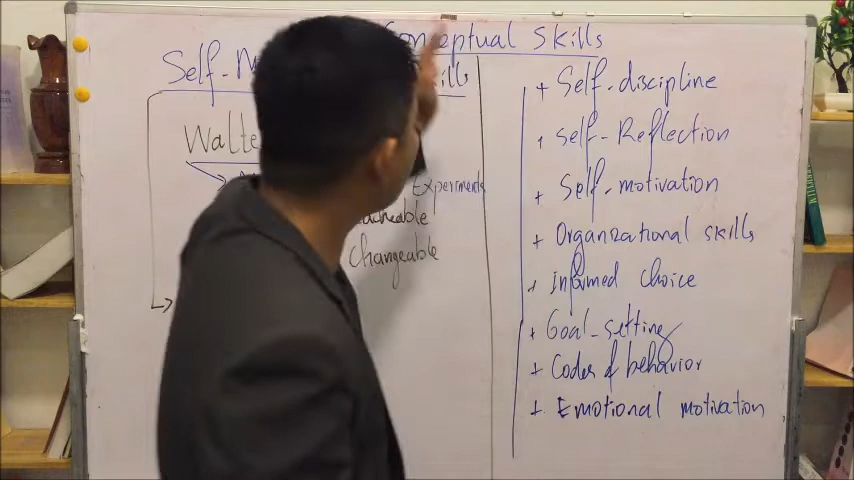 Conceptual Skills
Self-
Experiments
Changeable
+ Self-discipline
+ Self-Reflection
+ Self-motivation
+ Organizational skills
+ Informed choice
+ Goal-setting
+ Codes of behavior
+ Emotional motivation